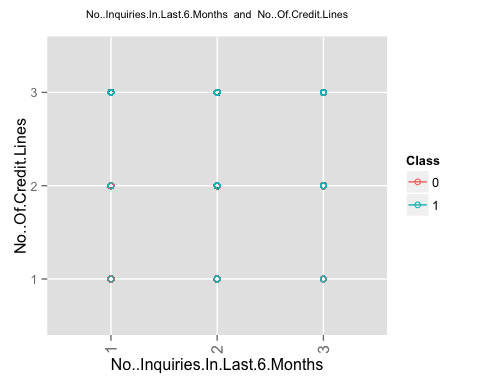 No..Inquiries.In.Last.6.Months and No..Of.Credit.Lines
No..Of.Credit.Lines
3
2
1
1
2
3
No..Inquiries.In.Last.6.Months
Class
0
1